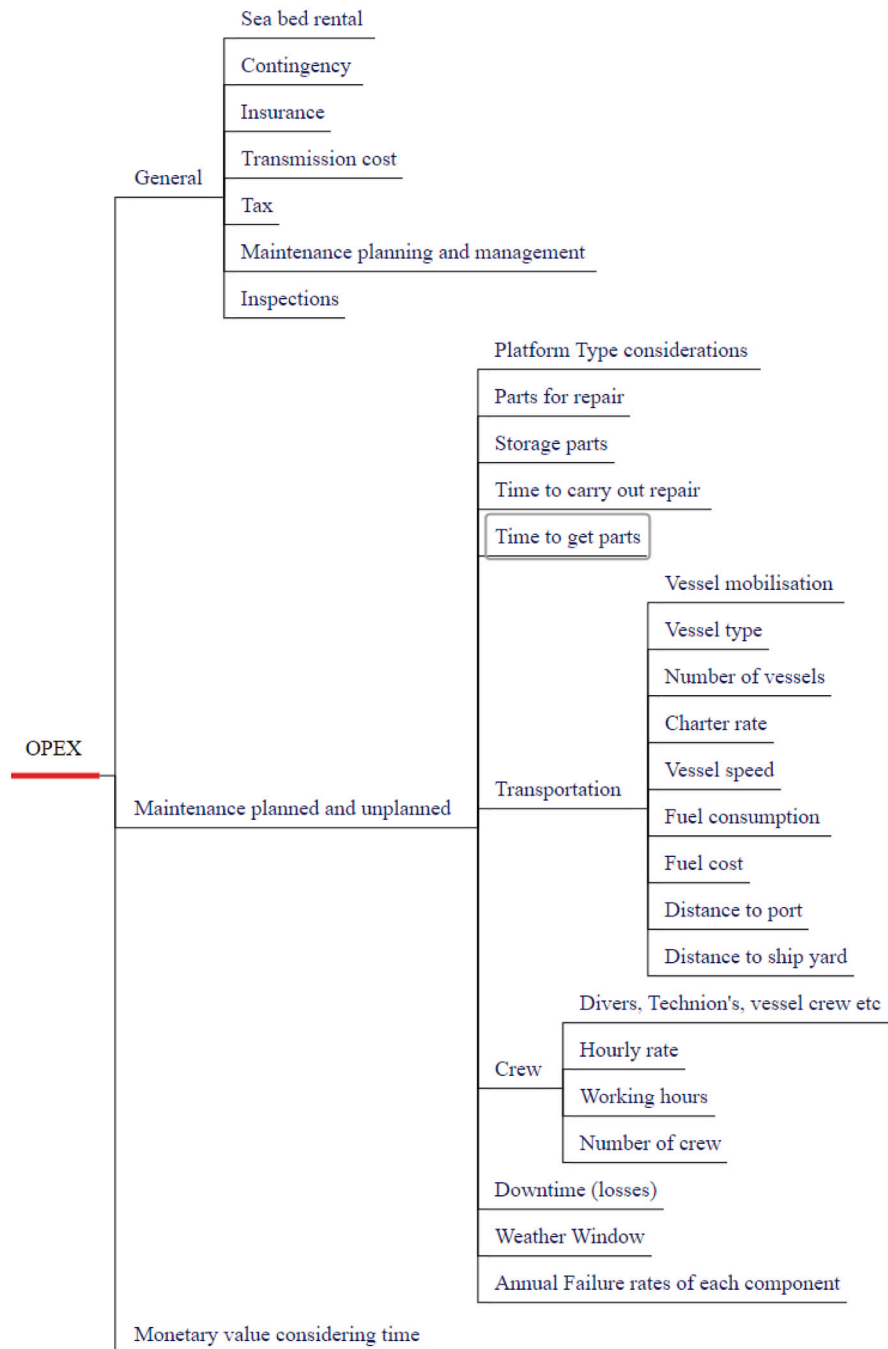 Sea bed rental
Contingency
Insurance
Transmission cost
General
Tax
Maintenance planning and management
Inspections
Platform Type considerations
Parts for repair
Storage parts
Time to carry out repair
Time to get parts
Vessel mobilisation
Vessel type
Number of vessels
Charter rate
OPEX
Vessel speed
Transportation
Maintenance planned and unplanned
Fuel consumption
Fuel cost
Distance to port
Distance to ship yard
Divers, Technion's, vessel crew etc
Hourly rate
Crew
Working hours
Number of crew
Downtime (losses)
Weather Window
Annual Failure rates of each component
Monetary value considering time